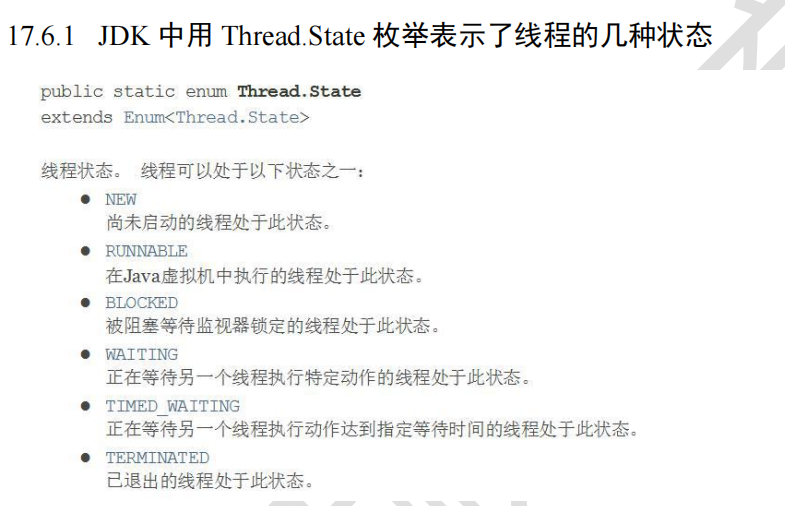 17.6.1 JDK 中用 Thread.State 枚举表示了线程的几种状态
public static enum Thread.State
extends Enum<Thread.State>
线程状态。 线程可以处于以下状态之一：
● NEW
尚未启动的线程处于此状态。
● RUNNABLE
在Java虚拟机中执行的线程处于此状态。
● BLOCKED
被阻塞等待监视器锁定的线程处于此状态。
● WAITING
正在等待另一个线程执行特定动作的线程处于此状态。
● TIMED_WAITING
正在等待另一个线程执行动作达到指定等待时间的线程处于此状态。
● TERMINATED
已退出的线程处于此状态。